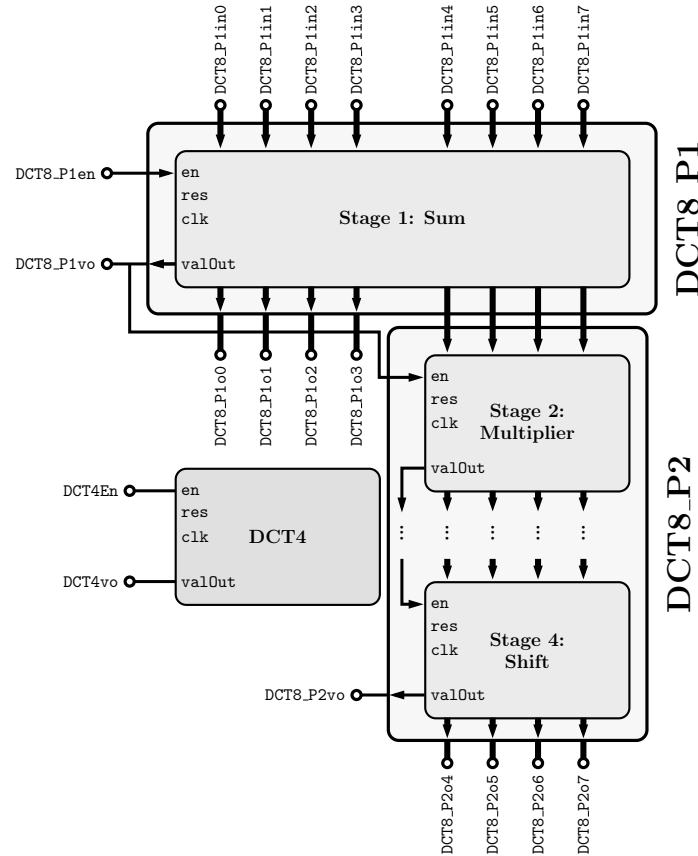 DCT8_P1in0
DCT8_P1in1
DCT8_P1in2
DCT8_P1in3
DCT8_P1in4
DCT8_P1in5
DCT8_P1in6
DCT8_P1in7
DCT8_P1
DCT8_P1en
en
res
clk
Stage 1: Sum
DCT8_P1vo
valOut
DCT8_P1o0
DCT8_P1o1
DCT8_P1o2
DCT8_P1o3
DCT8_P2
en
res
clk
Stage 2:
Multiplier
valOut
DCT4En
en
res
clk
DCT4
DCT4vo
valOut
...
...
...
...
...
en
res
clk
Stage 4:
Shift
DCT8_P2vo
valOut
DCT8_P2o4
DCT8_P2o5
DCT8_P2o6
DCT8_P2o7